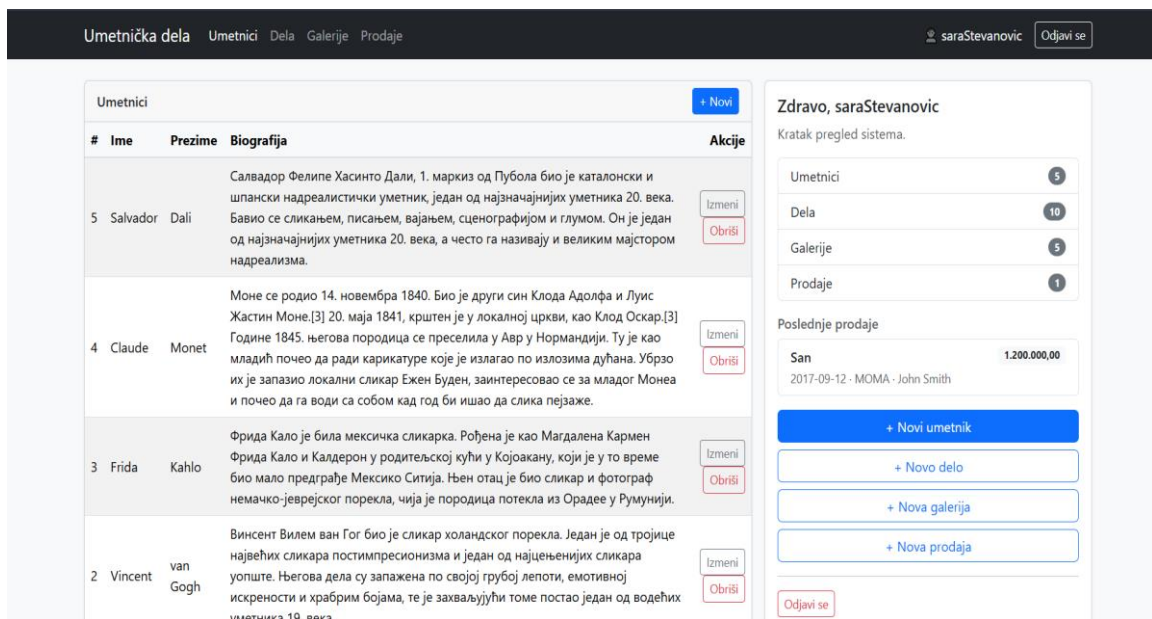 Umetnička dela Umetnici Dela Galerije Prodaje saraStevanovic Odjavi se
Umetnici + Novi
# Ime Prezime Biografija Akcije
Салвадор Фелипе Хасинто Дали, 1. маркиз од Пубола био је каталонски и
шпански надреалистички уметник, један од најзначајнијих уметника 20. века.
5 Salvador Dali Бавио се сликањем, писањем, вајањем, сценографијом и глумом. Он је један
од најзначајнијих уметника 20. века, а често га називају и великим мајстором
надреализма.
Izmeni
Obriši
Моне се родио 14. новембра 1840. Био је други син Клода Адолфа и Луис
Жастин Моне.[3] 20. маја 1841, крштен је у локалној цркви, као Клод Оскар.[3]
Године 1845. његова породица се преселила у Авр у Нормандији. Ту је као
4 Claude Monet младић почео да ради карикатуре које је излагао по излозима дућана. Убрзо
их је запазио локални сликар Ежен Буден, заинтересовао се за младог Монеа
и почео да га води са собом кад год би ишао да слика пејзаже.
Izmeni
Obriši
Фрида Кало је била мексичка сликарка. Рођена је као Магдалена Кармен
Фрида Кало и Калдерон у родитељској кући у Којоакану, који је у то време
3 Frida Kahlo било мало предграђе Мексико Ситија. Њен отац је био сликар и фотограф
немачко-јеврејског порекла, чија је породица потекла из Орадее у Румунији.
Izmeni
Obriši
Винсент Вилем ван Гог био је сликар холандског порекла. Један је од тројице
највећих сликара постимпресионизма и један од најцењенијих сликара
2 Vincent van Gogh уопште. Његова дела су запажена по својој грубој лепоти, емотивној
искрености и храбрим бојама, те је захваљујући томе постао један од водећих
уметника 19. века.
Izmeni
Obriši
Zdravo, saraStevanovic
Kratak pregled sistema.
Umetnici 5
Dela 10
Galerije 5
Prodaje 1
Poslednje prodaje
San 1.200.000,00
2017-09-12 · MOMA · John Smith
+ Novi umetnik
+ Novo delo
+ Nova galerija
+ Nova prodaja
Odjavi se